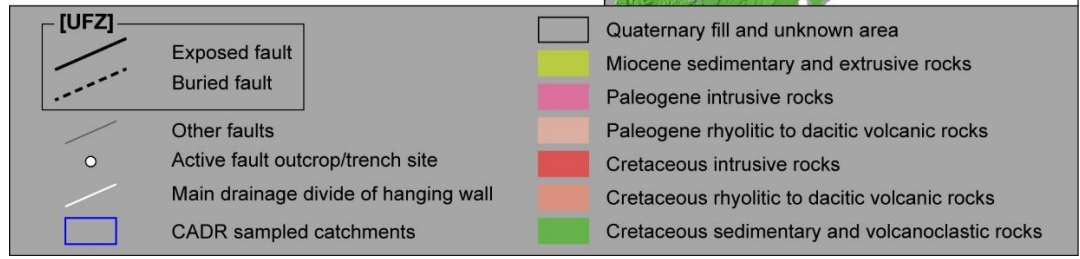 [UFZ]
Exposed fault
Buried fault
Other faults
Active fault outcrop/trench site
Main drainage divide of hanging wall
CADR sampled catchments
Quaternary fill and unknown area
Miocene sedimentary and extrusive rocks
Paleogene intrusive rocks
Paleogene rhyolitic to dacitic volcanic rocks
Cretaceous intrusive rocks
Cretaceous rhyolitic to dacitic volcanic rocks
Cretaceous sedimentary and volcanoclastic rocks